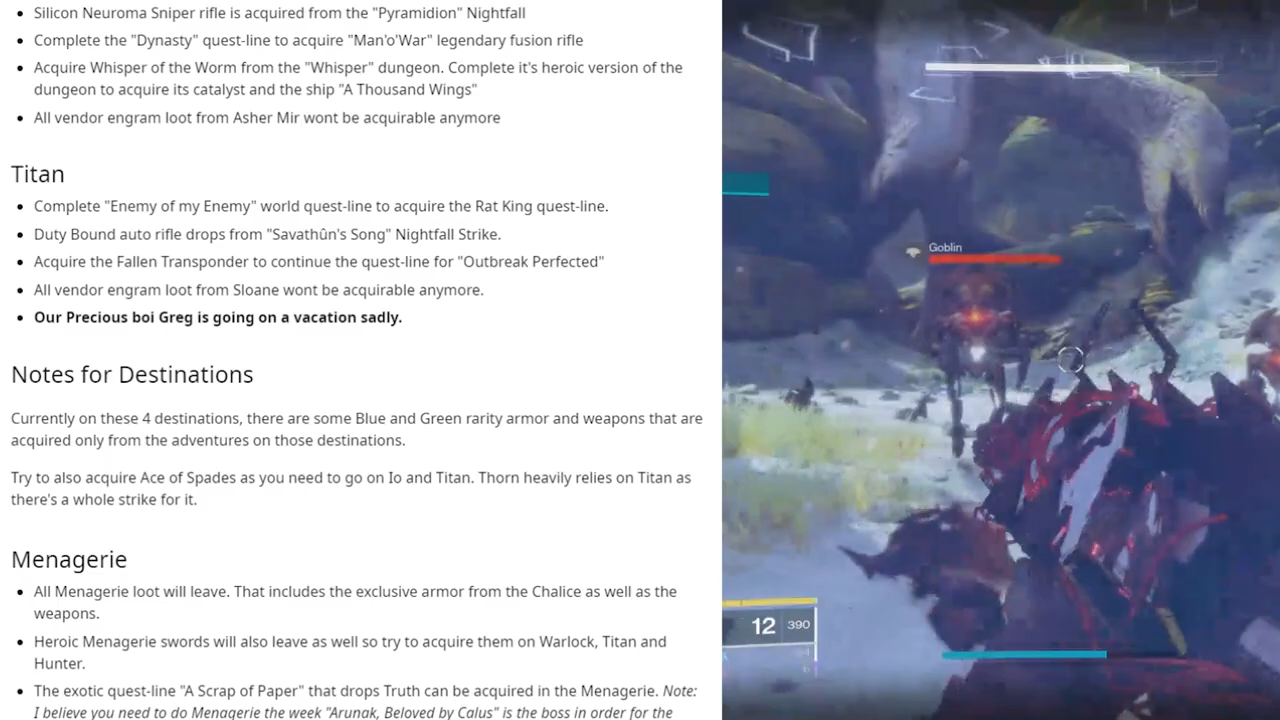 Silicon Neuroma Sniper rifle is acquired from the "Pyramidion" Nightfall
Complete the "Dynasty" quest-line to acquire "Man'o'War" legendary fusion rifle
Acquire Whisper of the Worm from the "Whisper" dungeon. Complete it's heroic version of the
dungeon to acquire its catalyst and the ship "A Thousand Wings"
All vendor engram loot from Asher Mir wont be acquirable anymore
Titan
Complete "Enemy of my Enemy" world quest-line to acquire the Rat King quest-line.
Duty Bound auto rifle drops from "Savathûn's Song" Nightfall Strike.
Acquire the Fallen Transponder to continue the quest-line for "Outbreak Perfected"
All vendor engram loot from Sloane wont be acquirable anymore.
Our Precious boi Greg is going on a vacation sadly.
Notes for Destinations
Currently on these 4 destinations, there are some Blue and Green rarity armor and weapons that are
acquired only from the adventures on those destinations.
Try to also acquire Ace of Spades as you need to go on Io and Titan. Thorn heavily relies on Titan as
there's a whole strike for it.
Menagerie
All Menagerie loot will leave. That includes the exclusive armor from the Chalice as well as the
weapons.
Heroic Menagerie swords will also leave as well so try to acquire them on Warlock, Titan and
Hunter.
The exotic quest-line "A Scrap of Paper" that drops Truth can be acquired in the Menagerie. Note:
I believe you need to do Menagerie the week "Arunak, Beloved by Calus" is the boss in order for the
Goblin
12 390